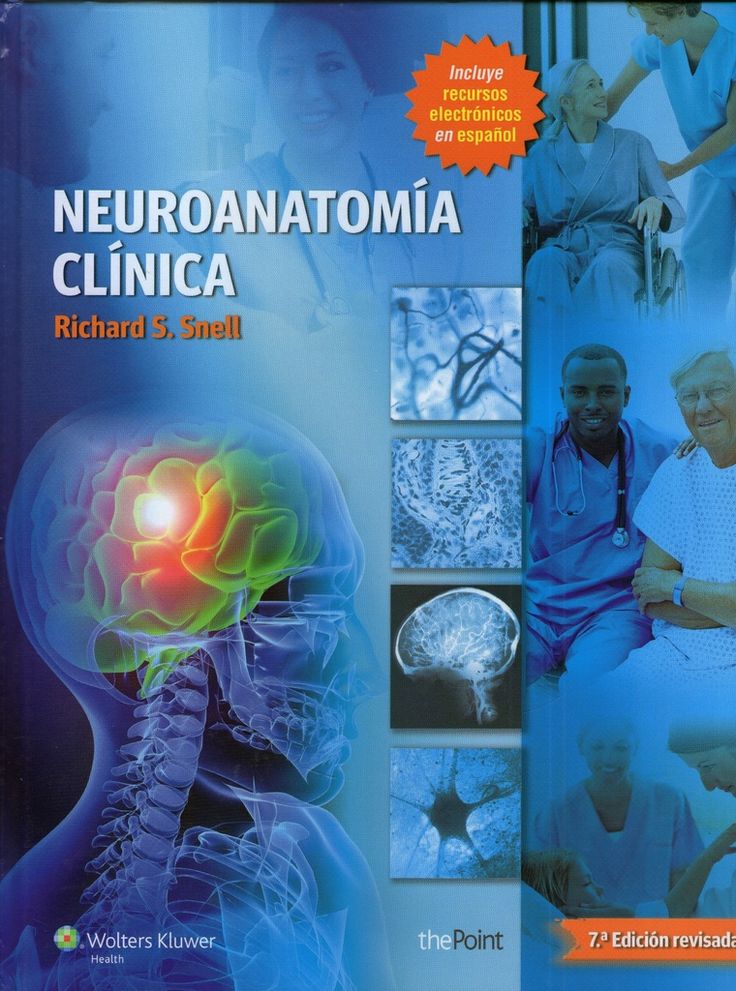 Incluye
recursos
electrónicos
en español
NEUROANATOMÍA
CLÍNICA
Richard S. Snell
Wolters Kluwer
Health
thePoint
7.ª Edición revisada